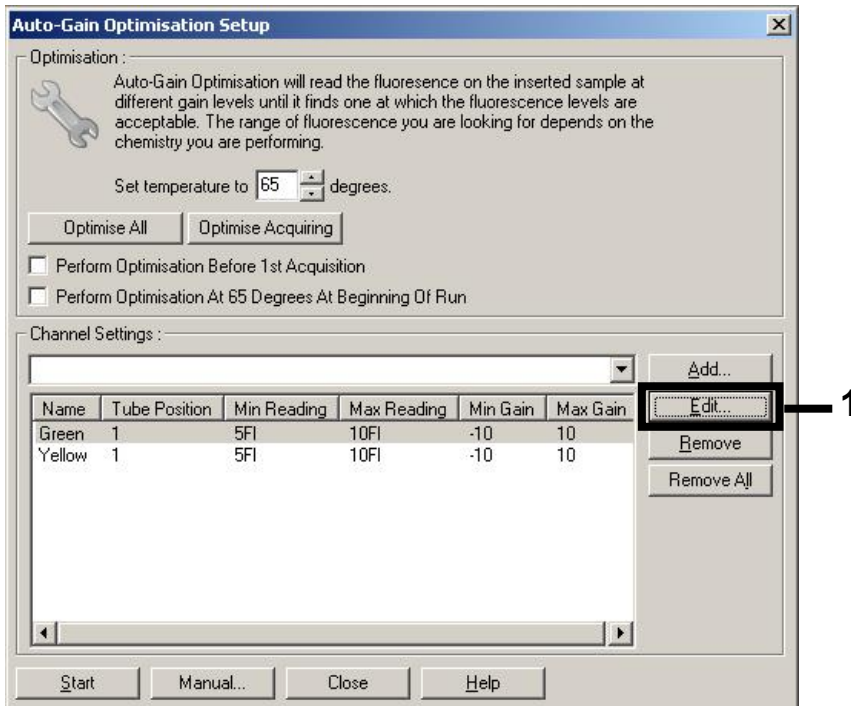 Auto-Gain Optimisation Setup
Optimisation :
Auto-Gain Optimisation will read the fluoresence on the inserted sample at
different gain levels until it finds one at which the fluorescence levels are
acceptable. The range of fluorescence you are looking for depends on the
chemistry you are performing.
Set temperature to 65 degrees.
Optimise All Optimise Acquiring
Perform Optimisation Before 1st Acquisition
Perform Optimisation At 65 Degrees At Beginning Of Run
Channel Settings :
Add...
Name Tube Position Min Reading Max Reading Min Gain Max Gain
Edit... 1
Green 1 5Fl 10Fl -10 10
Remove
Yellow 1 5Fl 10Fl -10 10
Remove All
Start Manual... Close Help